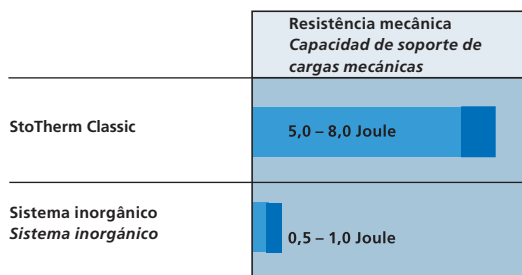 Resistência mecânica
Capacidad de soporte de
cargas mecánicas
StoTherm Classic
5,0 – 8,0 Joule
Sistema inorgânico
Sistema inorgánico
0,5 – 1,0 Joule